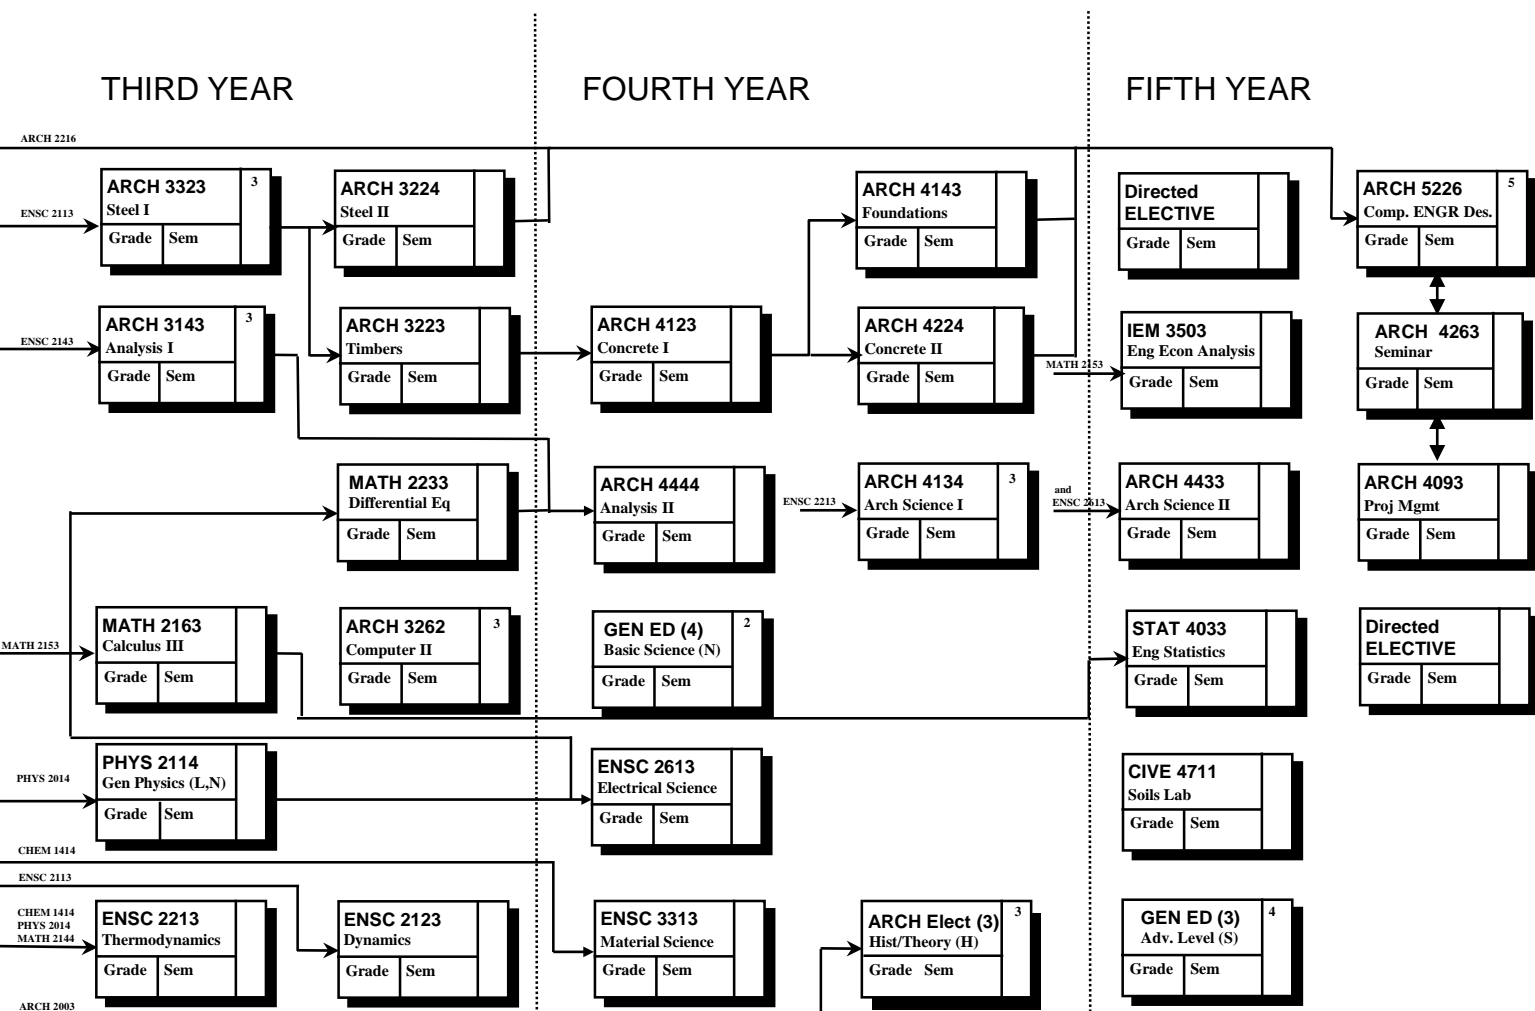 THIRD YEAR
FOURTH YEAR
FIFTH YEAR
ARCH 2216
ARCH 3323
3
Steel I
Grade Sem
ENSC 2113
ARCH 3224
Steel II
Grade Sem
ARCH 4143
Foundations
Grade Sem
Directed
ELECTIVE
Grade Sem
ARCH 5226
5
Comp. ENGR Des.
Grade Sem
ENSC 2143
ARCH 3143
3
Analysis I
Grade Sem
ARCH 3223
Timbers
Grade Sem
ARCH 4123
Concrete I
Grade Sem
ARCH 4224
Concrete II
Grade Sem
MATH 2153
IEM 3503
Eng Econ Analysis
Grade Sem
ARCH 4263
Seminar
Grade Sem
MATH 2233
Differential Eq
Grade Sem
ARCH 4444
Analysis II
Grade Sem
ENSC 2213
ARCH 4134
3
Arch Science I
Grade Sem
and
ENSC 2613
ARCH 4433
Arch Science II
Grade Sem
ARCH 4093
Proj Mgmt
Grade Sem
MATH 2153
MATH 2163
Calculus III
Grade Sem
ARCH 3262
3
Computer II
Grade Sem
GEN ED (4)
2
Basic Science (N)
Grade Sem
STAT 4033
Eng Statistics
Grade Sem
Directed
ELECTIVE
Grade Sem
PHYS 2014
PHYS 2114
Gen Physics (L,N)
Grade Sem
ENSC 2613
Electrical Science
Grade Sem
CIVE 4711
Soils Lab
Grade Sem
CHEM 1414
ENSC 2113
CHEM 1414
PHYS 2014
MATH 2144
ENSC 2213
Thermodynamics
Grade Sem
ENSC 2123
Dynamics
Grade Sem
ENSC 3313
Material Science
Grade Sem
ARCH Elect (3)
3
Hist/Theory (H)
Grade Sem
GEN ED (3)
4
Adv. Level (S)
Grade Sem
ARCH 2003